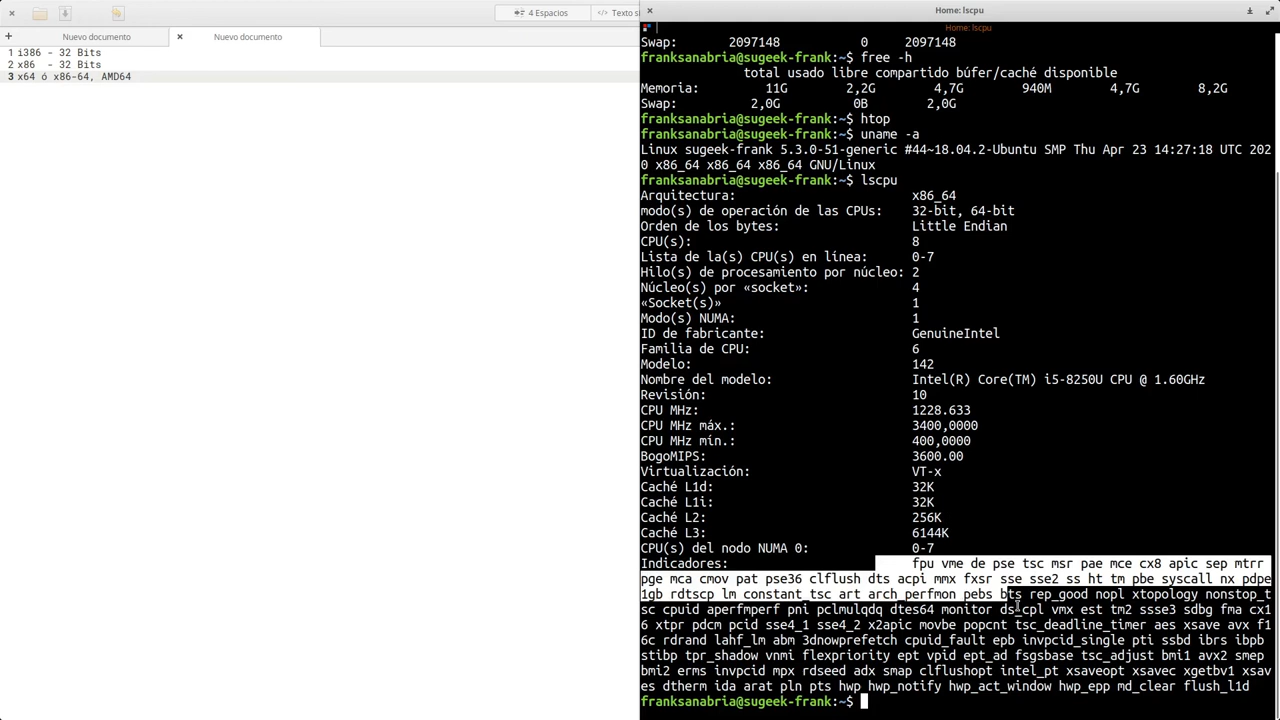 4 Espacios
Texto si
Nuevo documento
Nuevo documento
1 i386 - 32 Bits
2 x86 - 32 Bits
3 x64 ó x86-64, AMD64
Home: lscpu
Home: lscpu
Swap: 2097148 0 2097148
franksanabria@sugeek-frank:~$ free -h
total usado libre compartido búfer/caché disponible
Memoria: 11G 2,2G 4,7G 940M 4,7G 8,2G
Swap: 2,0G 0B 2,0G
franksanabria@sugeek-frank:~$ htop
franksanabria@sugeek-frank:~$ uname -a
Linux sugeek-frank 5.3.0-51-generic #44~18.04.2-Ubuntu SMP Thu Apr 23 14:27:18 UTC 202
0 x86_64 x86_64 x86_64 GNU/Linux
franksanabria@sugeek-frank:~$ lscpu
Arquitectura: x86_64
modo(s) de operación de las CPUs: 32-bit, 64-bit
Orden de los bytes: Little Endian
CPU(s): 8
Lista de la(s) CPU(s) en línea: 0-7
Hilo(s) de procesamiento por núcleo: 2
Núcleo(s) por «socket»: 4
«Socket(s)» 1
Modo(s) NUMA: 1
ID de fabricante: GenuineIntel
Familia de CPU: 6
Modelo: 142
Nombre del modelo: Intel(R) Core(TM) i5-8250U CPU @ 1.60GHz
Revisión: 10
CPU MHz: 1228.633
CPU MHz máx.: 3400,0000
CPU MHz mín.: 400,0000
BogoMIPS: 3600.00
Virtualización: VT-x
Caché L1d: 32K
Caché L1i: 32K
Caché L2: 256K
Caché L3: 6144K
CPU(s) del nodo NUMA 0: 0-7
Indicadores: fpu vme de pse tsc msr pae mce cx8 apic sep mtrr
pge mca cmov pat pse36 clflush dts acpi mmx fxsr sse sse2 ss ht tm pbe syscall nx pdpe
1gb rdtscp lm constant_tsc art arch_perfmon pebs bts rep_good nopl xtopology nonstop_t
sc cpuid aperfmperf pni pclmulqdq dtes64 monitor ds_cpl vmx est tm2 ssse3 sdbg fma cx1
6 xtpr pdcm pcid sse4_1 sse4_2 x2apic movbe popcnt tsc_deadline_timer aes xsave avx f1
6c rdrand lahf_lm abm 3dnowprefetch cpuid_fault epb invpcid_single pti ssbd ibrs ibpb
stibp tpr_shadow vnmi flexpriority ept vpid ept_ad fsgsbase tsc_adjust bmi1 avx2 smep
bmi2 erms invpcid mpx rdseed adx smap clflushopt intel_pt xsaveopt xsavec xgetbv1 xsav
es dtherm ida arat pln pts hwp hwp_notify hwp_act_window hwp_epp md_clear flush_l1d
franksanabria@sugeek-frank:~$